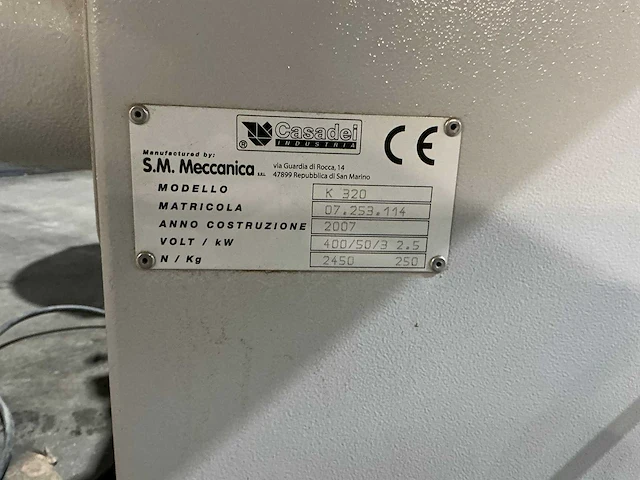 ® Casadei
INDUSTRIA
CE
Manufactured by:
S.M. Meccanica s.r.l.
via Guardia di Rocca, 14
47899 Repubblica di San Marino
MODELLO K 320
MATRICOLA 07.253.114
ANNO COSTRUZIONE 2007
VOLT / kW 400/50/3 2.5
N / Kg 2450 250